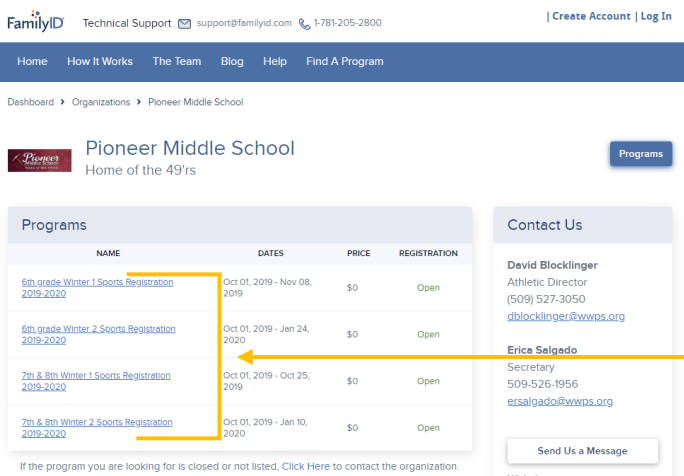 FamilyID Technical Support support@familyid.com 1-781-205-2800 | Create Account | Log In
Home How It Works The Team Blog Help Find A Program
Dashboard > Organizations > Pioneer Middle School
Pioneer Middle School
Pioneer
Home of the 49'rs
Programs
Programs
NAME DATES PRICE REGISTRATION
6th grade Winter 1 Sports Registration
2019-2020
Oct 01, 2019 - Nov 08,
2019
$0
Open
6th grade Winter 2 Sports Registration
2019-2020
Oct 01, 2019 - Jan 24,
2020
$0
Open
7th & 8th Winter 1 Sports Registration
2019-2020
Oct 01, 2019 - Oct 25,
2019
$0
Open
7th & 8th Winter 2 Sports Registration
2019-2020
Oct 01, 2019 - Jan 10,
2020
$0
Open
If the program you are looking for is closed or not listed, Click Here to contact the organization.
Contact Us
David Blocklinger
Athletic Director
(509) 527-3050
dblocklinger@wwps.org
Erica Salgado
Secretary
509-526-1956
ersalgado@wwps.org
Send Us a Message